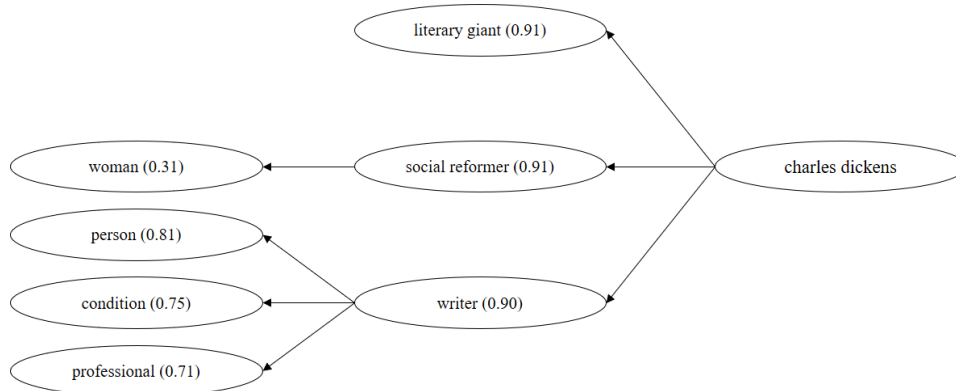 literary giant (0.91)
woman (0.31)
social reformer (0.91)
charles dickens
person (0.81)
condition (0.75)
writer (0.90)
professional (0.71)